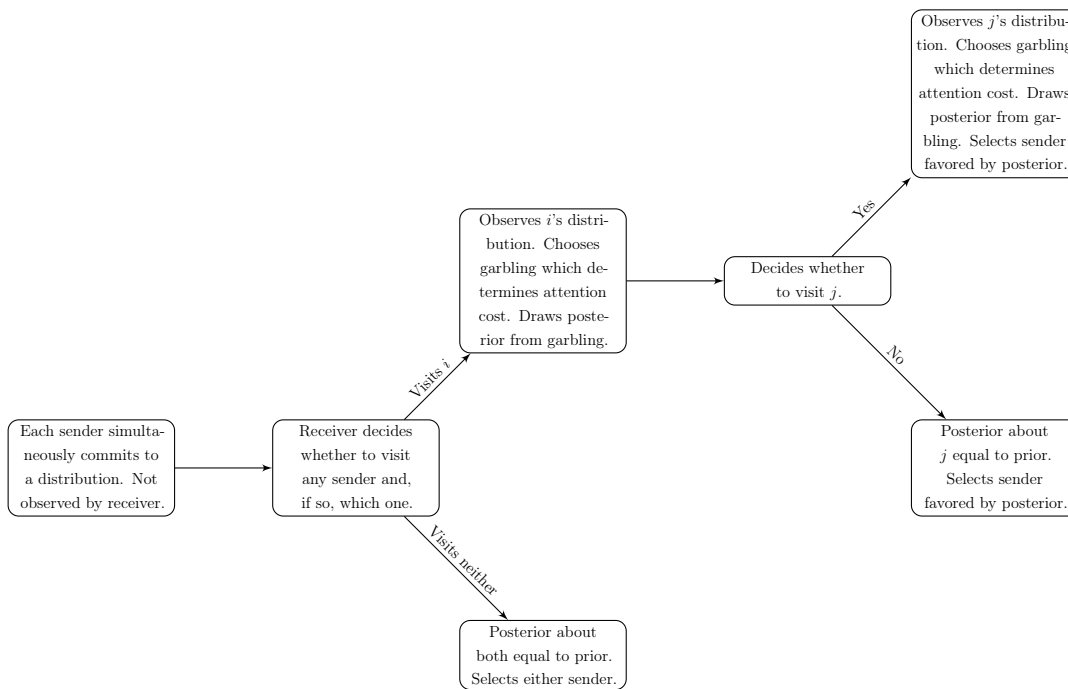 Each sender simulta-
neously commits to
a distribution. Not
observed by receiver.
Receiver decides
whether to visit
any sender and,
if so, which one.
Visits i
Observes i's distri-
bution. Chooses
garbling which de-
termines attention
cost. Draws poste-
rior from garbling.
Decides whether
to visit j.
Yes
Observes j's distribu-
tion. Chooses garbling
which determines
attention cost. Draws
posterior from gar-
bling. Selects sender
favored by posterior.
No
Posterior about
j equal to prior.
Selects sender
favored by posterior.
Visits neither
Posterior about
both equal to prior.
Selects either sender.